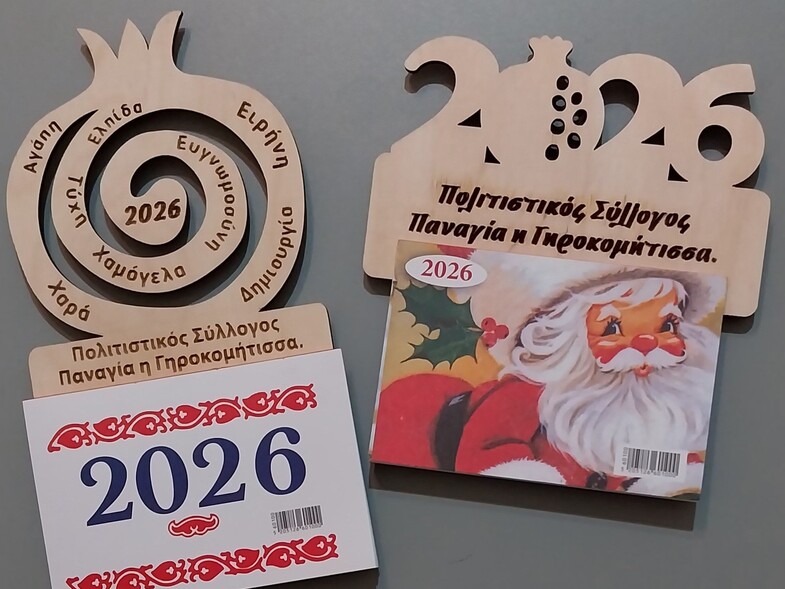 Αγάπη
Ελπίδα
Ειρήνη
Ευγνωμοσύνη
Τύχη
2026
Χαμόγελα
Δημιουργία
Χαρά
Πολιτιστικός Σύλλογος
Παναγία η Γηροκομήτισσα.
2026
2026
Πολιτιστικός Σύλλογος
Παναγία η Γηροκομήτισσα.
2026